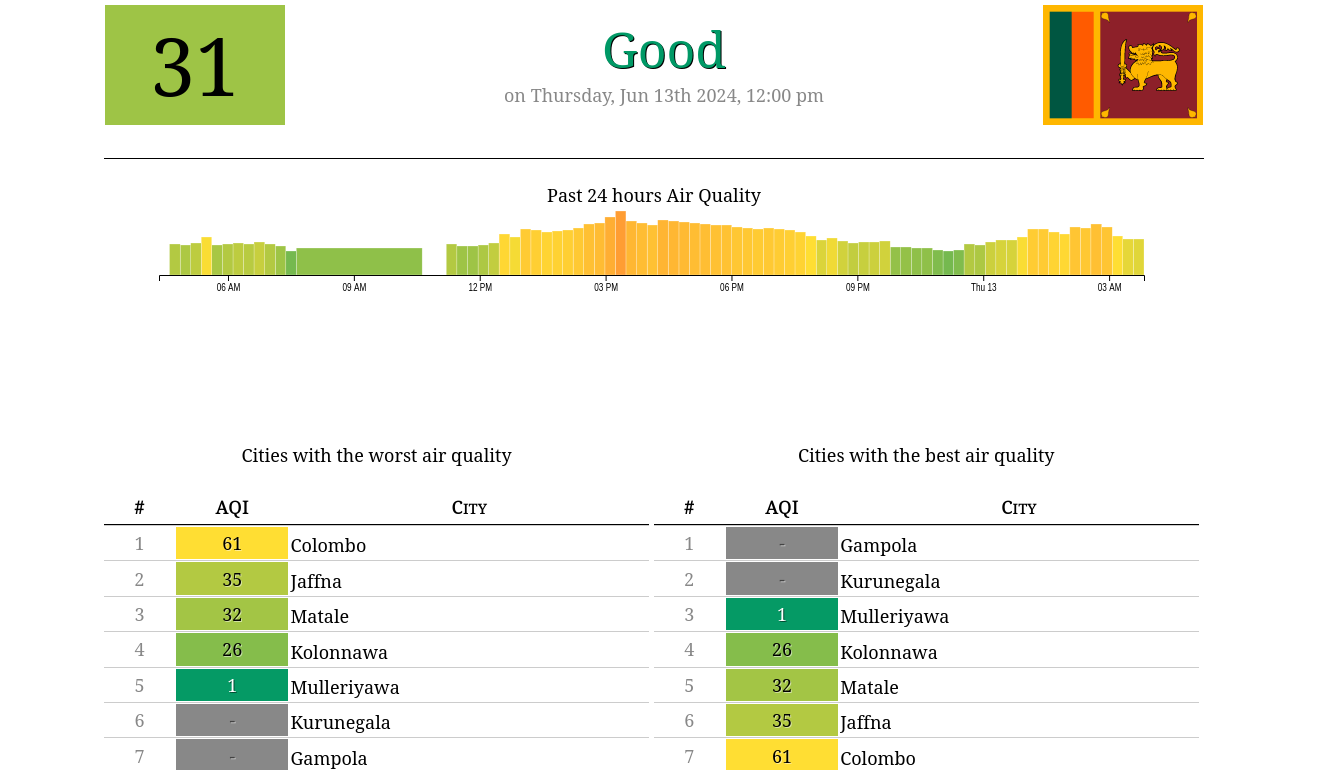 31
Good
on Thursday, Jun 13th 2024, 12:00 pm
Past 24 hours Air Quality
06 AM 09 AM 12 PM 03 PM 06 PM 09 PM Thu 13 03 AM
Cities with the worst air quality
# AQI City
1 61 Colombo
2 35 Jaffna
3 32 Matale
4 26 Kolonnawa
5 1 Mulleriyawa
6 - Kurunegala
7 - Gampola
Cities with the best air quality
# AQI City
1 - Gampola
2 - Kurunegala
3 1 Mulleriyawa
4 26 Kolonnawa
5 32 Matale
6 35 Jaffna
7 61 Colombo